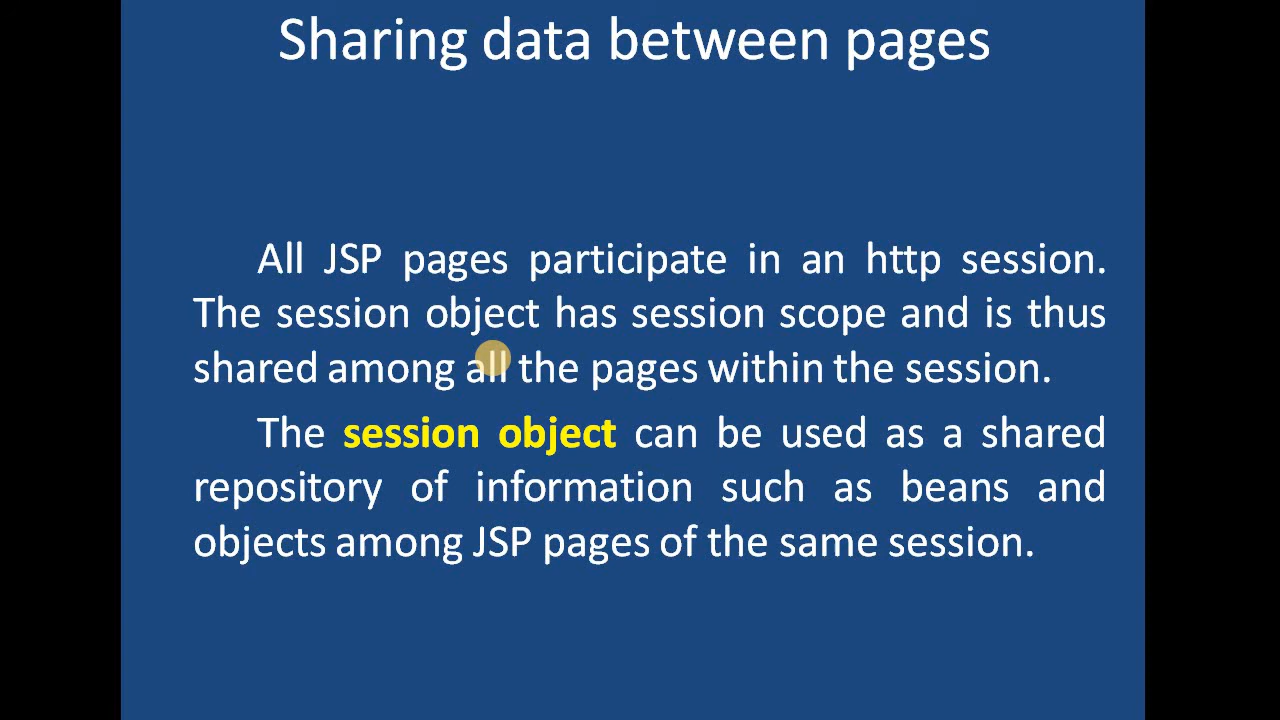 Sharing data between pages
All JSP pages participate in an http session.
The session object has session scope and is thus
shared among all the pages within the session.
The session object can be used as a shared
repository of information such as beans and
objects among JSP pages of the same session.